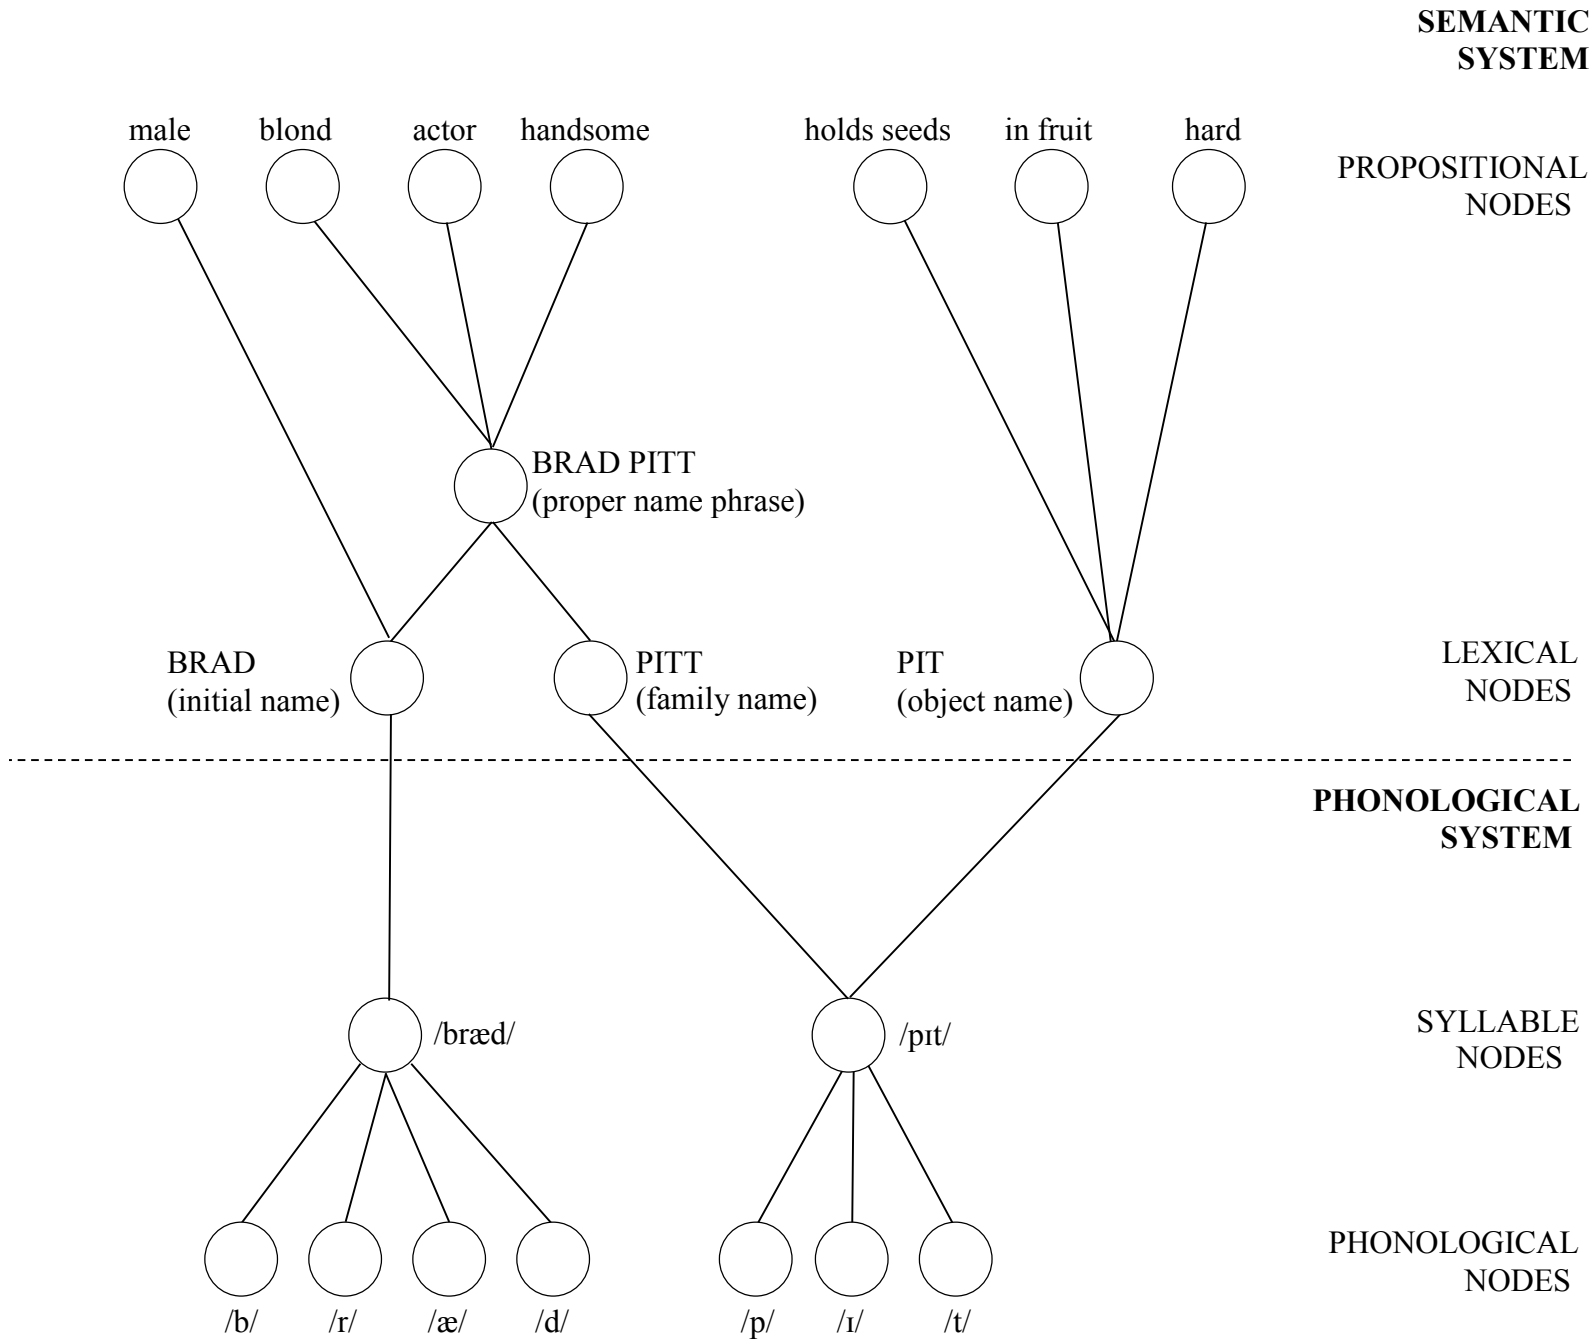 SEMANTIC
SYSTEM
male blond actor handsome holds seeds in fruit hard
PROPOSITIONAL
NODES
BRAD PITT
(proper name phrase)
BRAD
(initial name)
PITT
(family name)
PIT
(object name)
LEXICAL
NODES
PHONOLOGICAL
SYSTEM
/bræd/
/pɪt/
SYLLABLE
NODES
PHONOLOGICAL
NODES
/b/ /r/ /æ/ /d/ /p/ /ɪ/ /t/